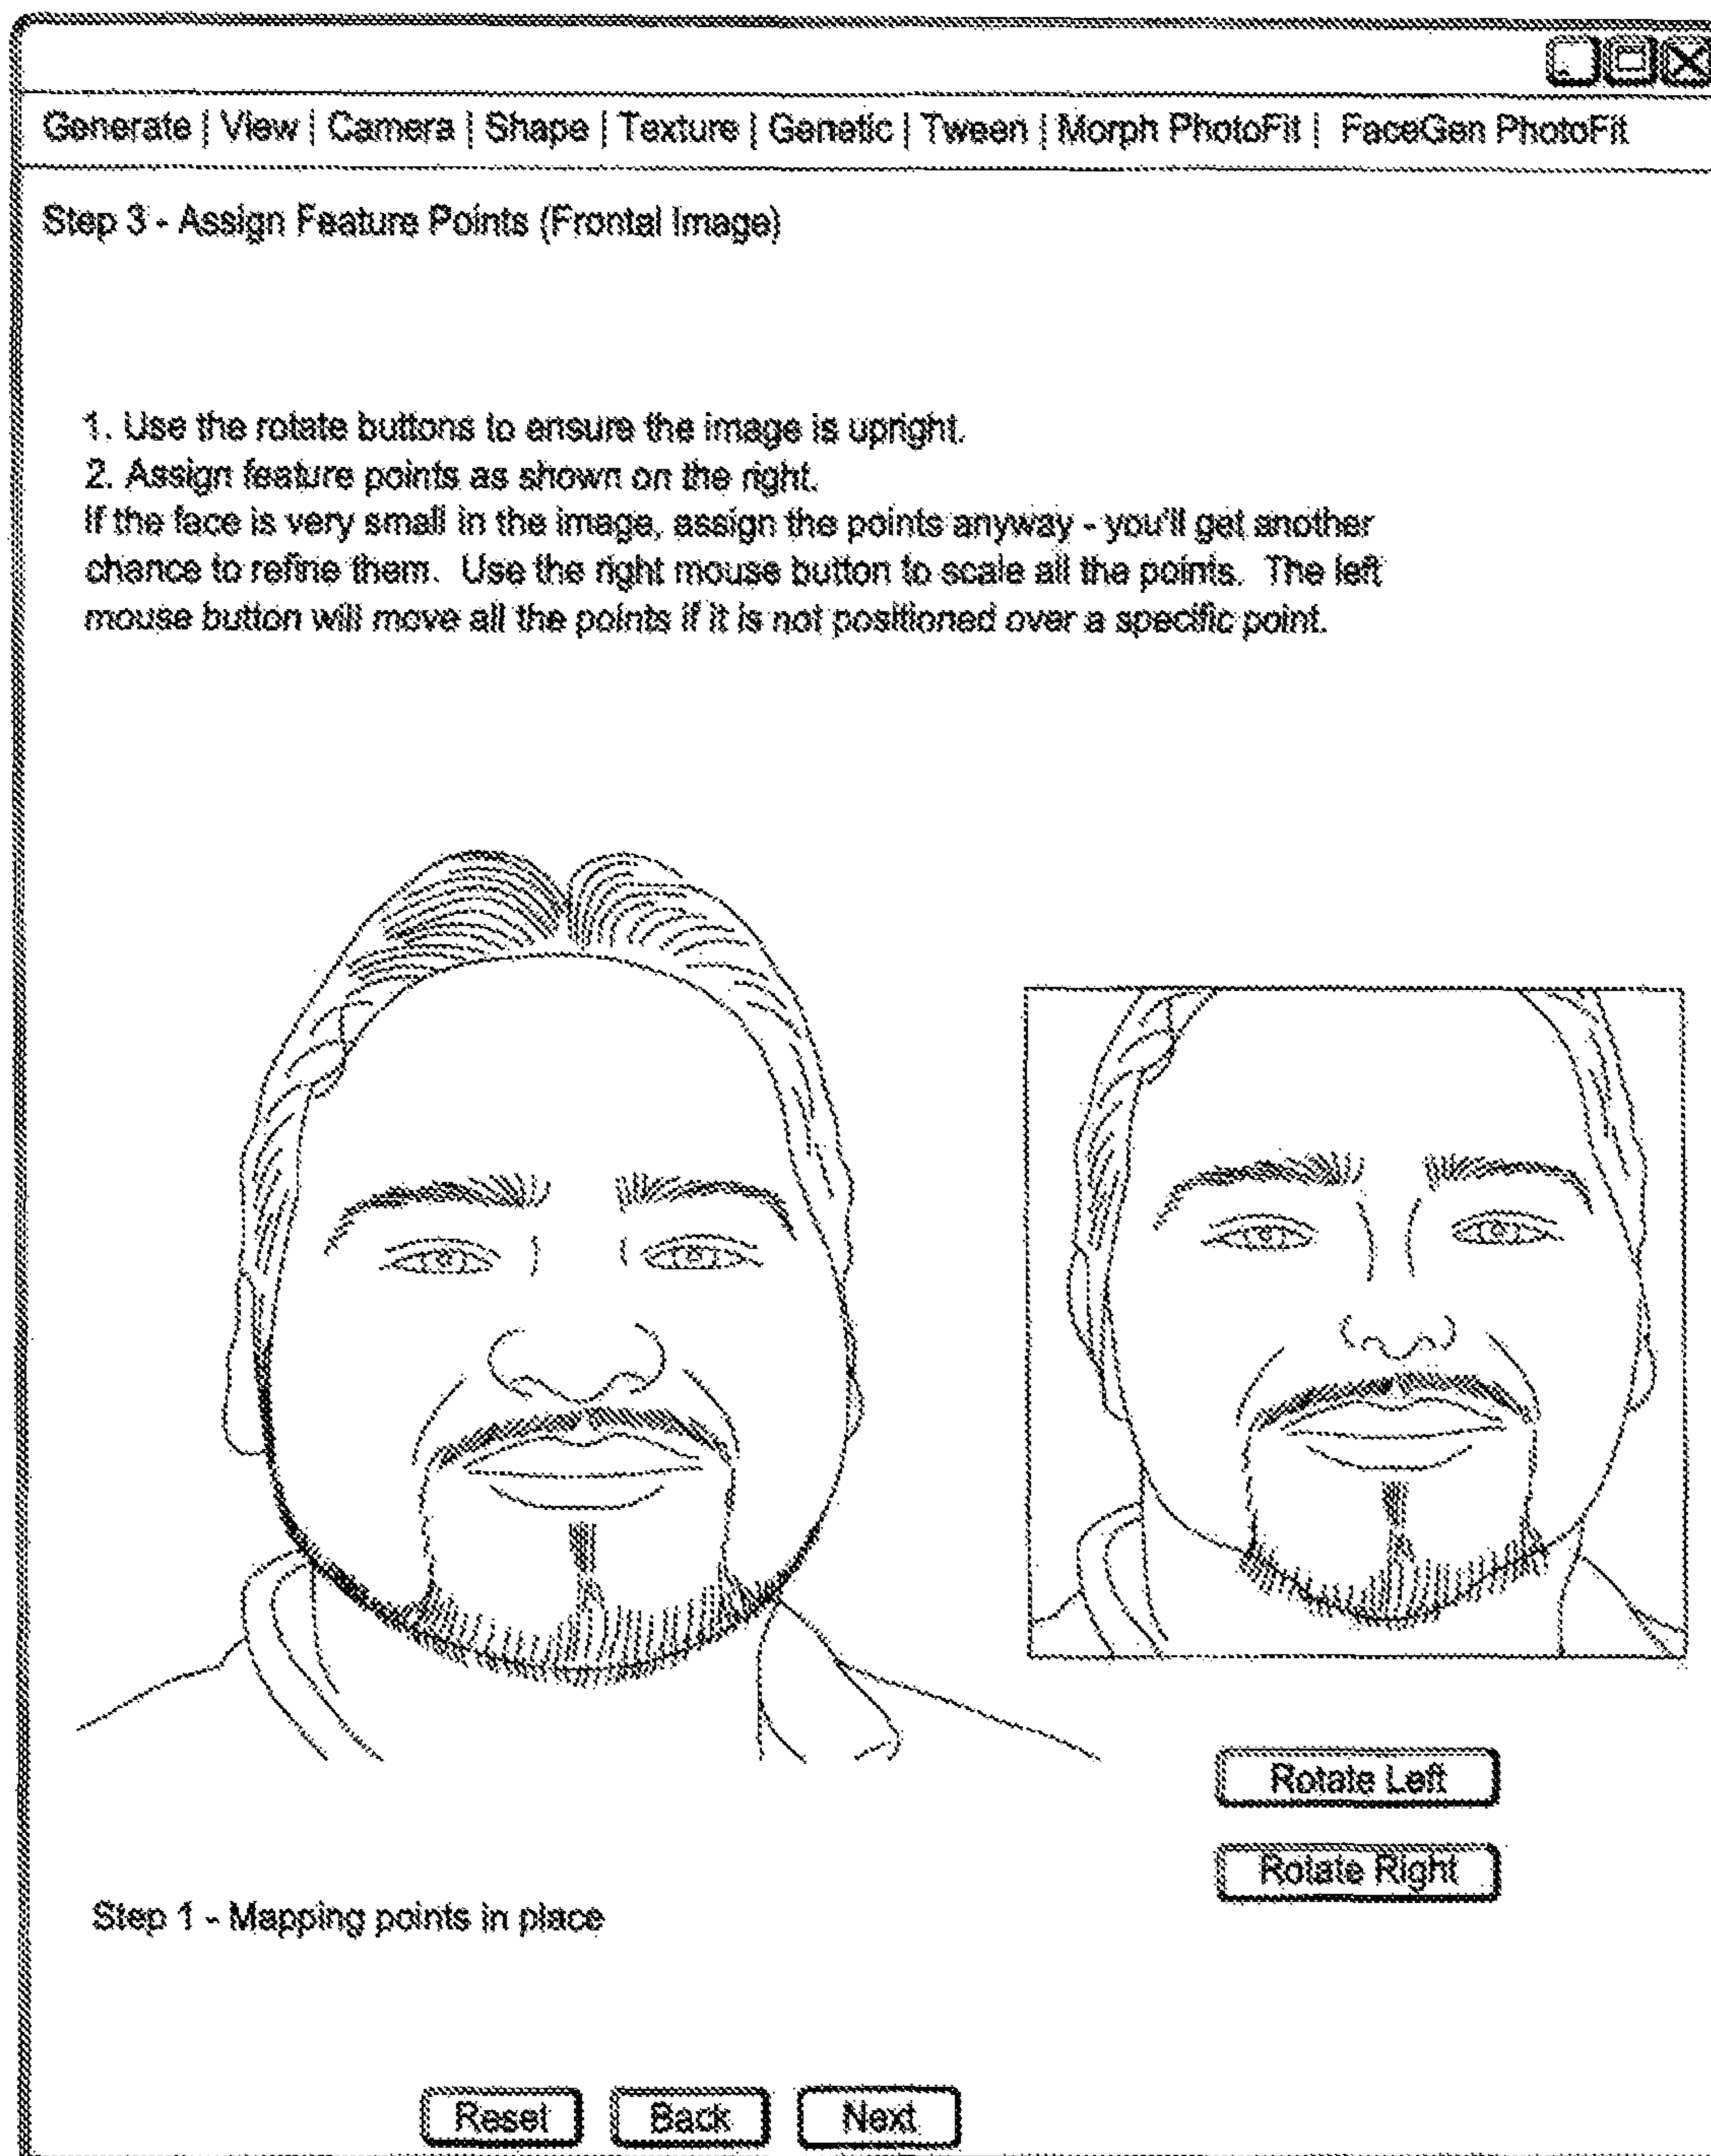 Generate | View | Camera | Shape | Texture | Genetic | Tween | Morph PhotoFit | FaceGen PhotoFit
Step 3 - Assign Feature Points (Frontal Image)
1. Use the rotate buttons to ensure the image is upright.
2. Assign feature points as shown on the right.
If the face is very small in the image, assign the points anyway - you'll get another
chance to refine them. Use the right mouse button to scale all the points. The left
mouse button will move all the points if it is not positioned over a specific point.
Rotate Left
Rotate Right
Step 1 - Mapping points in place
Reset
Back
Next